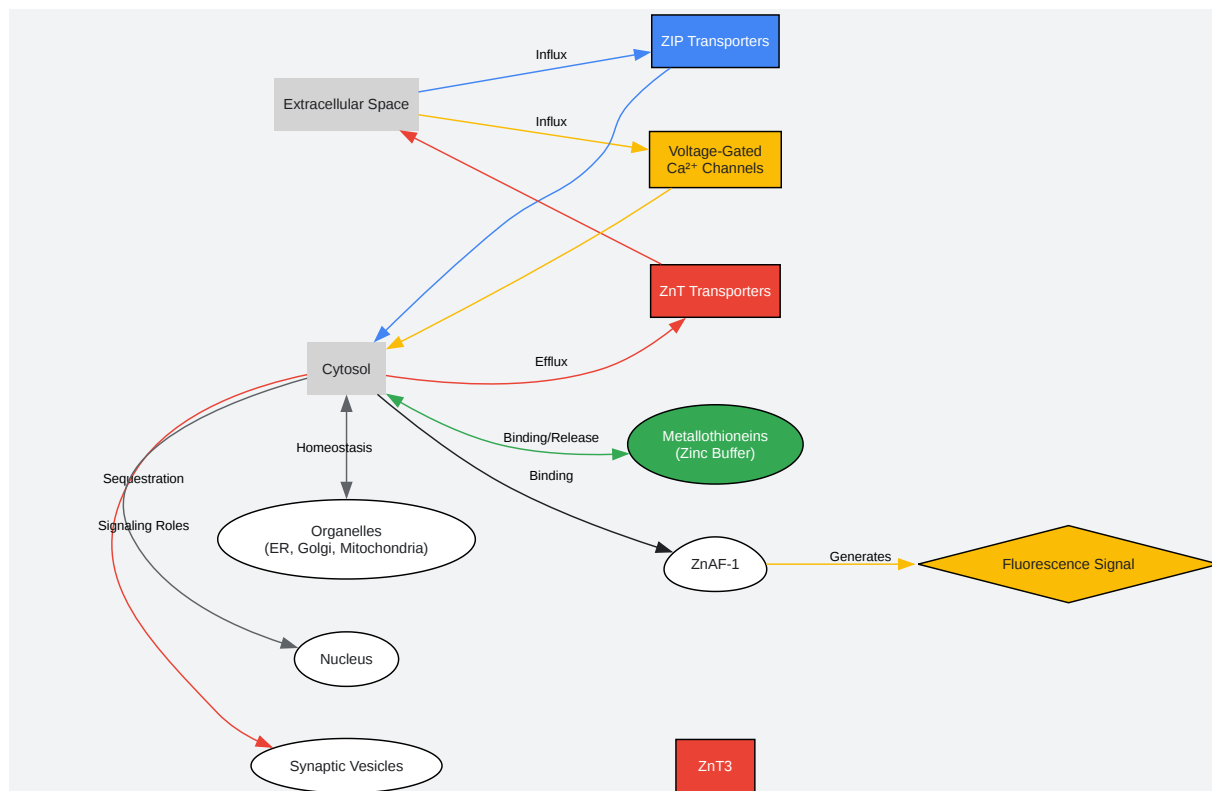 ZIP Transporters
Influx
Extracellular Space
Influx
Voltage-Gated
Ca²⁺ Channels
ZnT Transporters
Efflux
Cytosol
Metallothioneins
(Zinc Buffer)
Binding/Release
Homeostasis
Binding
Sequestration
Signaling Roles
Organelles
(ER, Golgi, Mitochondria)
ZnAF-1
Generates
Fluorescence Signal
Nucleus
Synaptic Vesicles
ZnT3